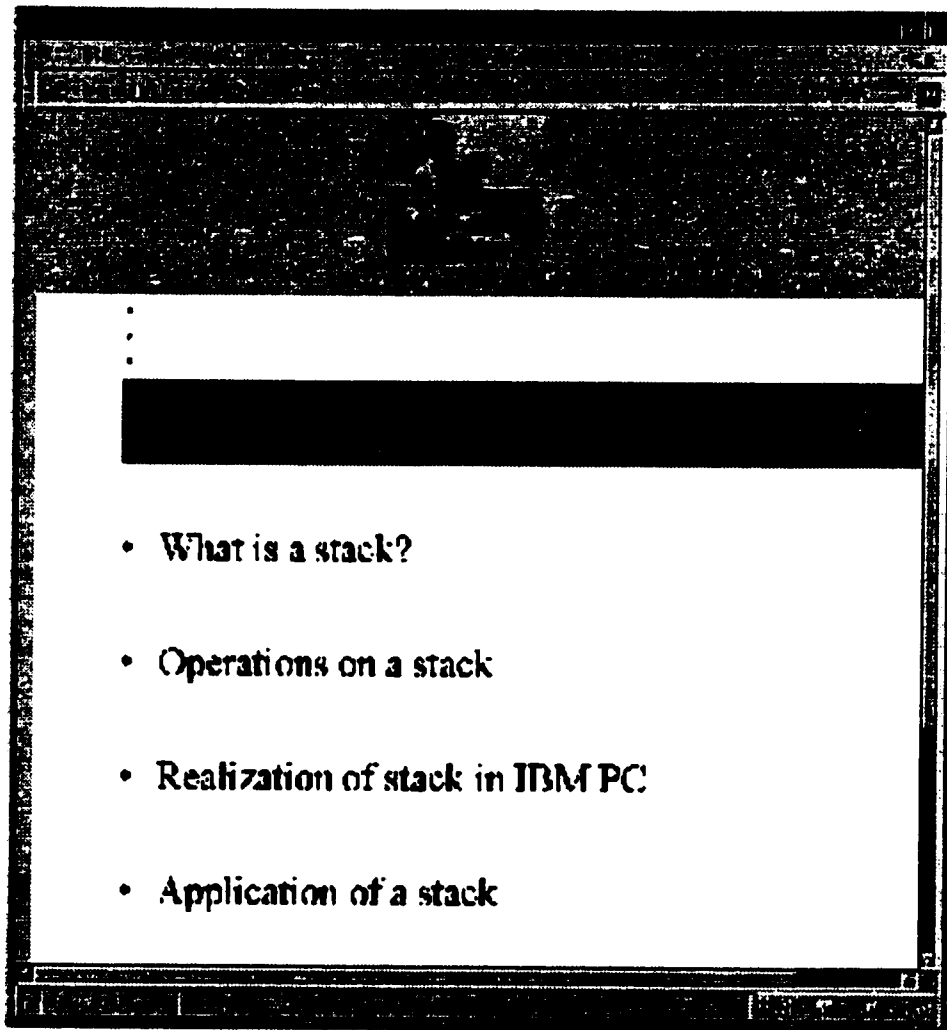 • What is a stack?
• Operations on a stack
• Realization of stack in IBM PC
• Application of a stack